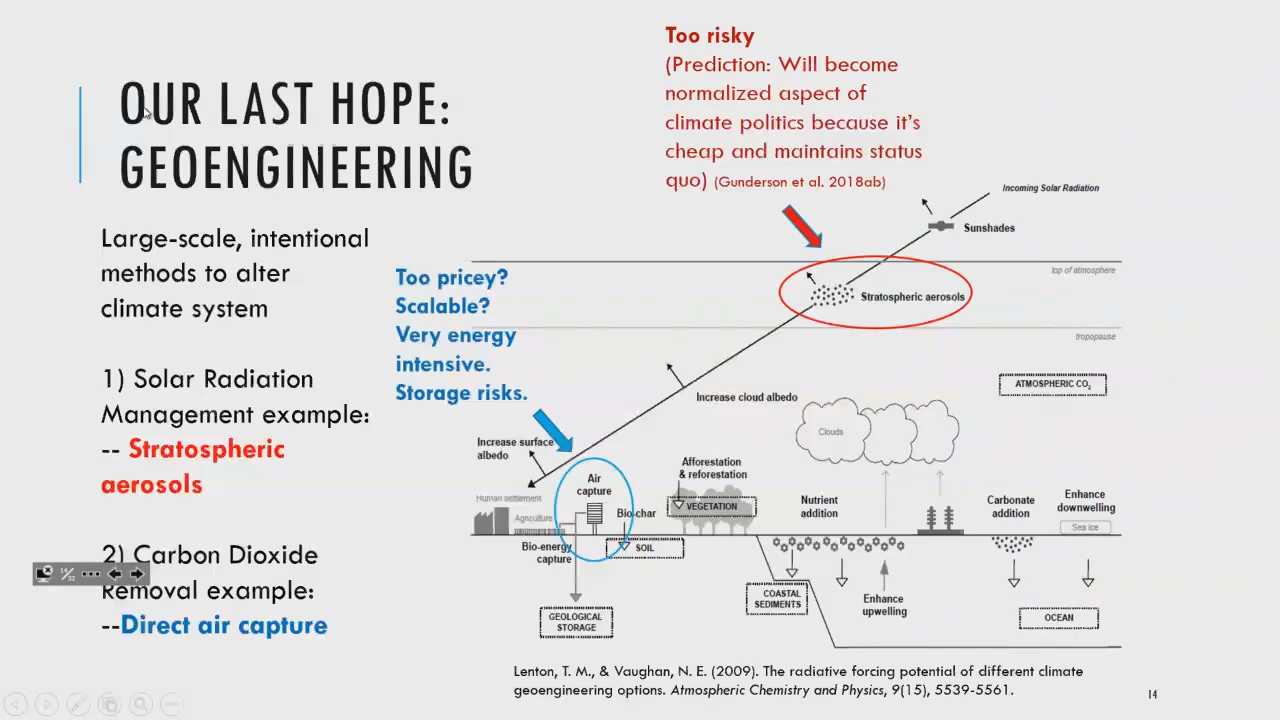 OUR LAST HOPE:
GEOENGINEERING
Large-scale, intentional
methods to alter
climate system
1) Solar Radiation
Management example:
-- Stratospheric
aerosols
2) Carbon Dioxide
Removal example:
--Direct air capture
Too pricey?
Scalable?
Very energy
intensive.
Storage risks.
Too risky
(Prediction: Will become
normalized aspect of
climate politics because it's
cheap and maintains status
quo) (Gunderson et al. 2018ab)
Incoming Solar Radiation
Sunshades
top of atmosphere
Stratospheric aerosols
tropopause
ATMOSPHERIC CO2
Increase cloud albedo
Clouds
Increase surface
albedo
Human settlement
Agriculture
Air
capture
Bio-char
Afforestation
& reforestation
VEGETATION
Nutrient
addition
Carbonate
addition
Enhance
downwelling
Sea ice
Bio-energy
capture
SOIL
GEOLOGICAL
STORAGE
COASTAL
SEDIMENTS
Enhance
upwelling
OCEAN
Lenton, T. M., & Vaughan, N. E. (2009). The radiative forcing potential of different climate
geoengineering options. Atmospheric Chemistry and Physics, 9(15), 5539-5561.
14